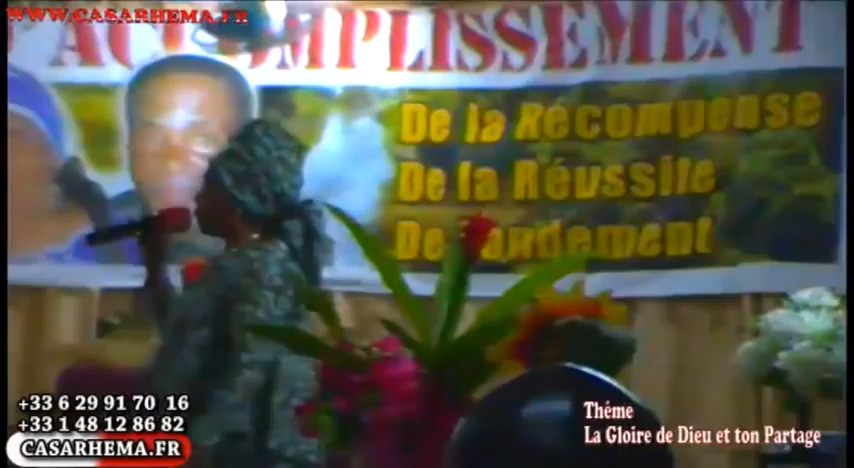 WWW.CASARHEMA.FR
ACCOMPLISSEMENT
De la Récompense
De la Réussite
+33 6 29 91 70 16
+33 1 48 12 86 82
CASARHEMA.FR
Thème
La Gloire de Dieu et ton Partage